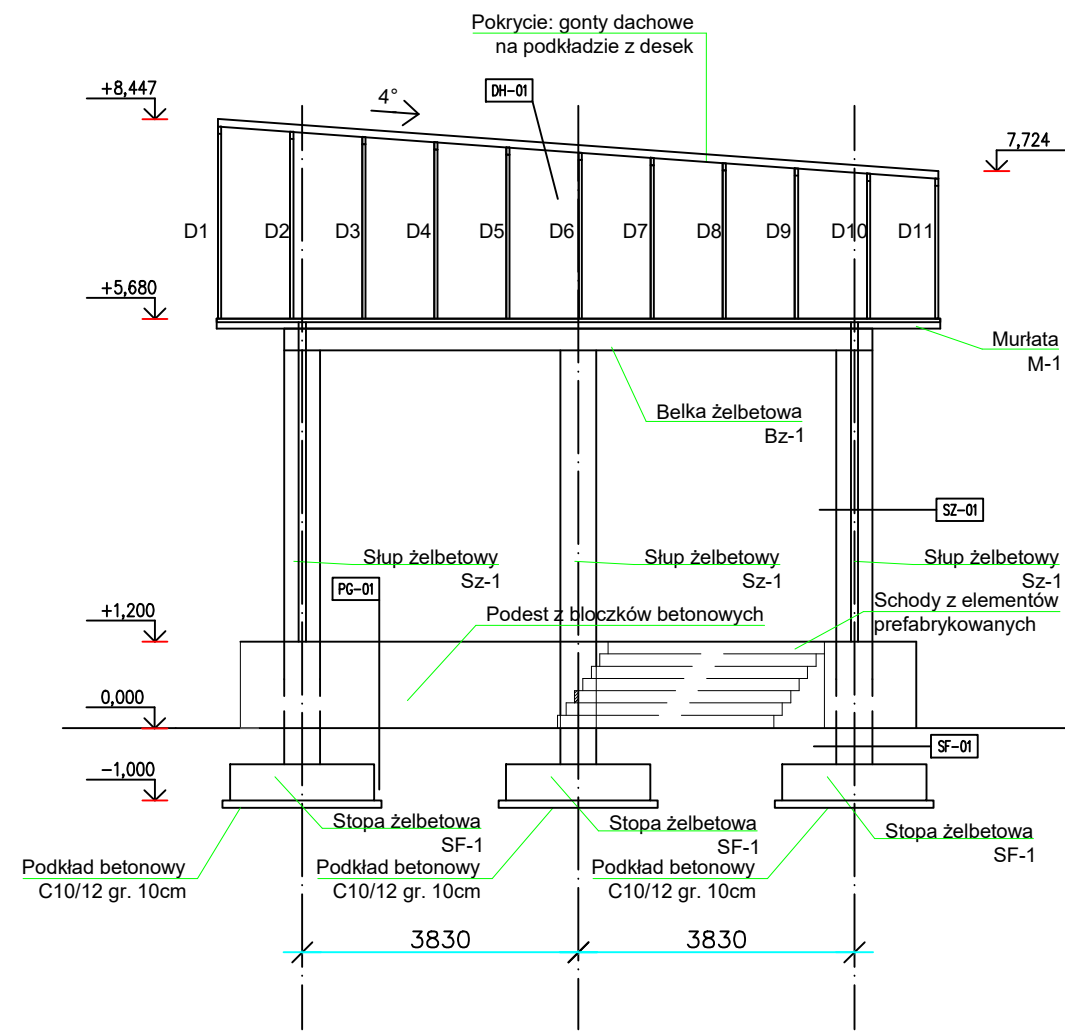 Pokrycie: gonty dachowe
na podkładzie z desek
+8,447
4°
DH-01
7,724
D1
D2
D3
D4
D5
D6
D7
D8
D9
D10
D11
+5,680
Murłata
M-1
Belka żelbetowa
Bz-1
SZ-01
Słup żelbetowy
Sz-1
Słup żelbetowy
Sz-1
Słup żelbetowy
Sz-1
PG-01
+1,200
Podest z bloczków betonowych
Schody z elementów
prefabrykowanych
0,000
SF-01
-1,000
Stopa żelbetowa
SF-1
Stopa żelbetowa
SF-1
Stopa żelbetowa
SF-1
Podkład betonowy
C10/12 gr. 10cm
Podkład betonowy
C10/12 gr. 10cm
Podkład betonowy
C10/12 gr. 10cm
3830
3830